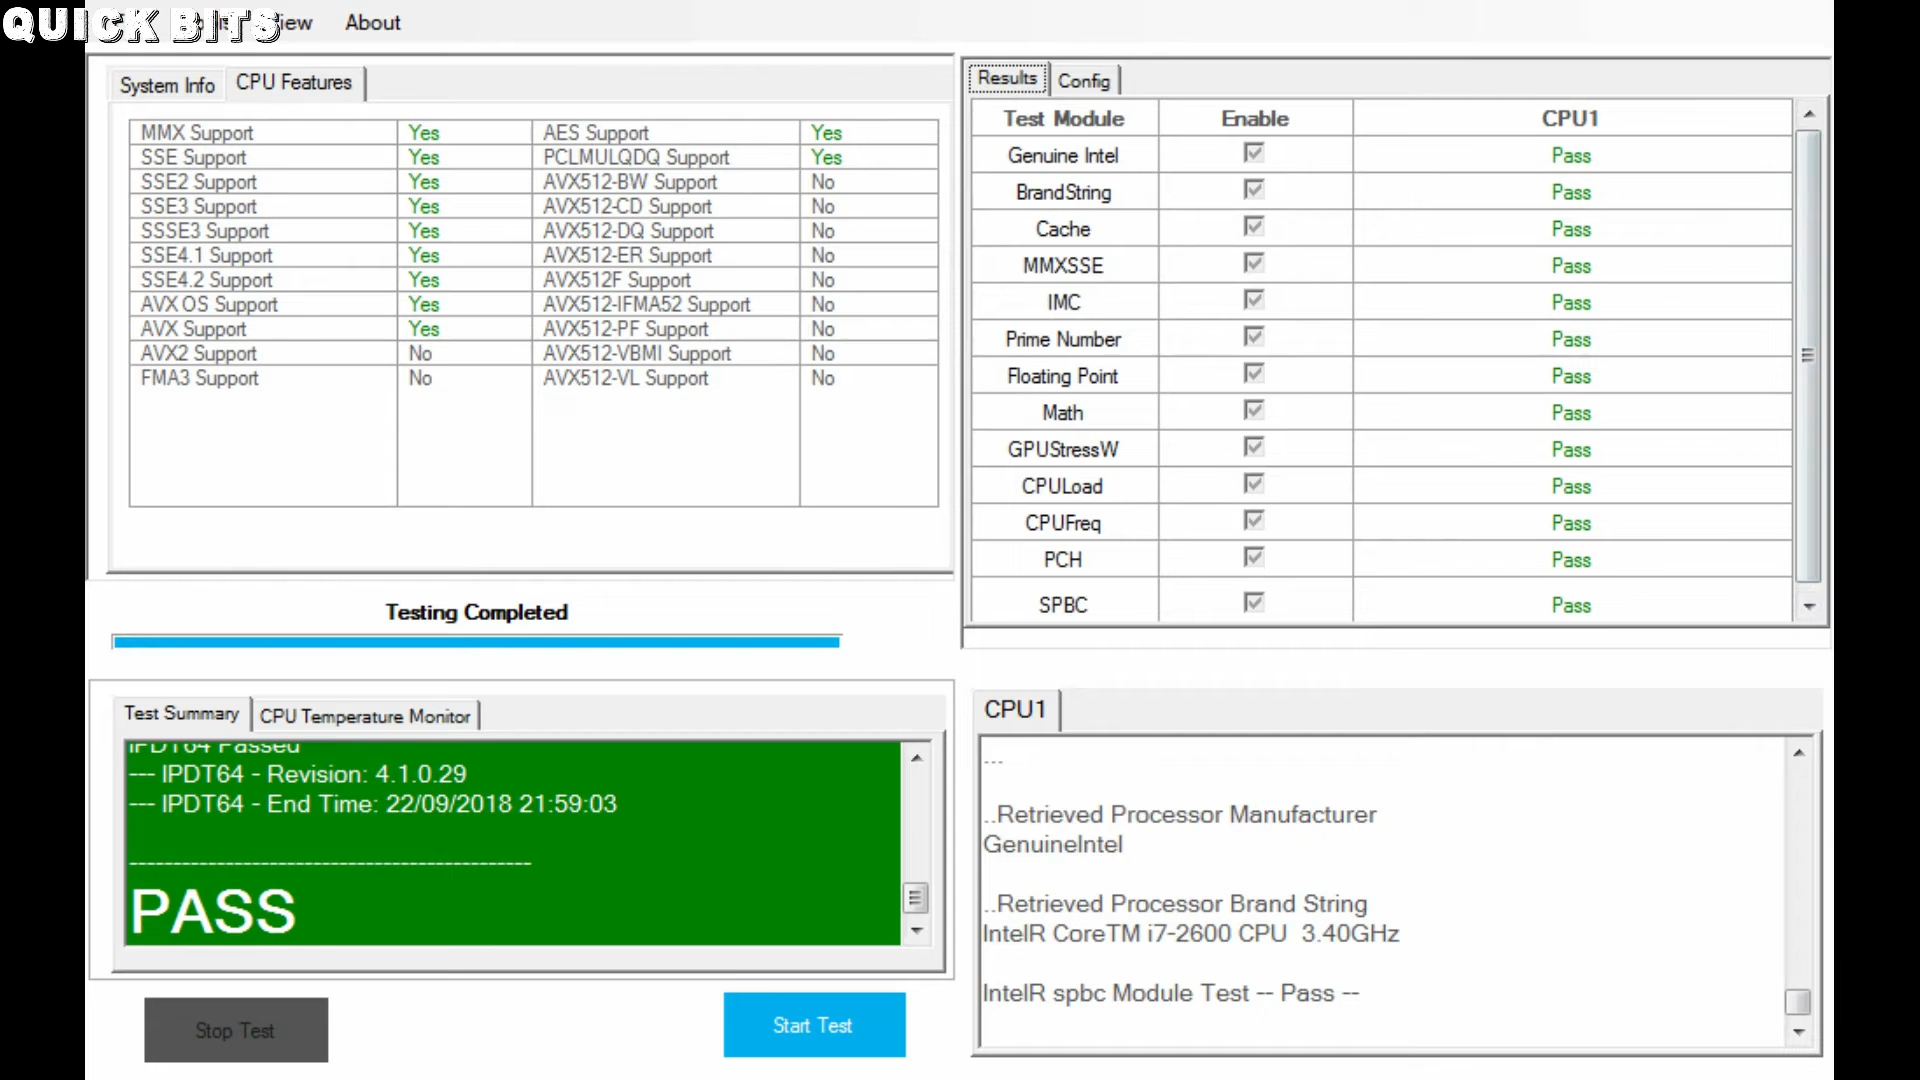 QUICK BITS
About
System Info CPU Features
MMX Support Yes AES Support Yes
SSE Support Yes PCLMULQDQ Support Yes
SSE2 Support Yes AVX512-BW Support No
SSE3 Support Yes AVX512-CD Support No
SSSE3 Support Yes AVX512-DQ Support No
SSE4.1 Support Yes AVX512-ER Support No
SSE4.2 Support Yes AVX512F Support No
AVX OS Support Yes AVX512-IFMA52 Support No
AVX Support Yes AVX512-PF Support No
AVX2 Support No AVX512-VBMI Support No
FMA3 Support No AVX512-VL Support No
Testing Completed
Results Config
Test Module Enable CPU1
Genuine Intel Pass
BrandString Pass
Cache Pass
MMXSSE Pass
IMC Pass
Prime Number Pass
Floating Point Pass
Math Pass
GPUStressW Pass
CPULoad Pass
CPUFreq Pass
PCH Pass
SPBC Pass
Test Summary CPU Temperature Monitor
IPDT64 Passed
--- IPDT64 - Revision: 4.1.0.29
--- IPDT64 - End Time: 22/09/2018 21:59:03
----------------------------------------------
PASS
Stop Test
Start Test
CPU1
...
..Retrieved Processor Manufacturer
GenuineIntel
..Retrieved Processor Brand String
IntelR CoreTM i7-2600 CPU 3.40GHz
IntelR spbc Module Test -- Pass --